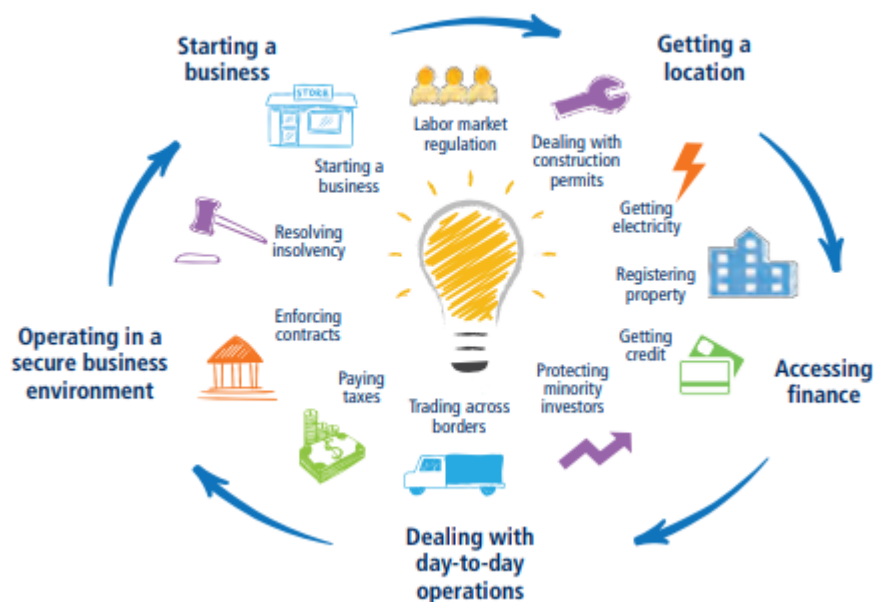 Starting a
business
Getting a
location
STORE
Labor market
regulation
Dealing with
construction
permits
Starting a
business
Getting
electricity
Resolving
insolvency
Registering
property
Enforcing
contracts
Getting
credit
Operating in a
secure business
environment
Accessing
finance
Paying
taxes
Protecting
minority
investors
Trading across
borders
$
Dealing with
day-to-day
operations